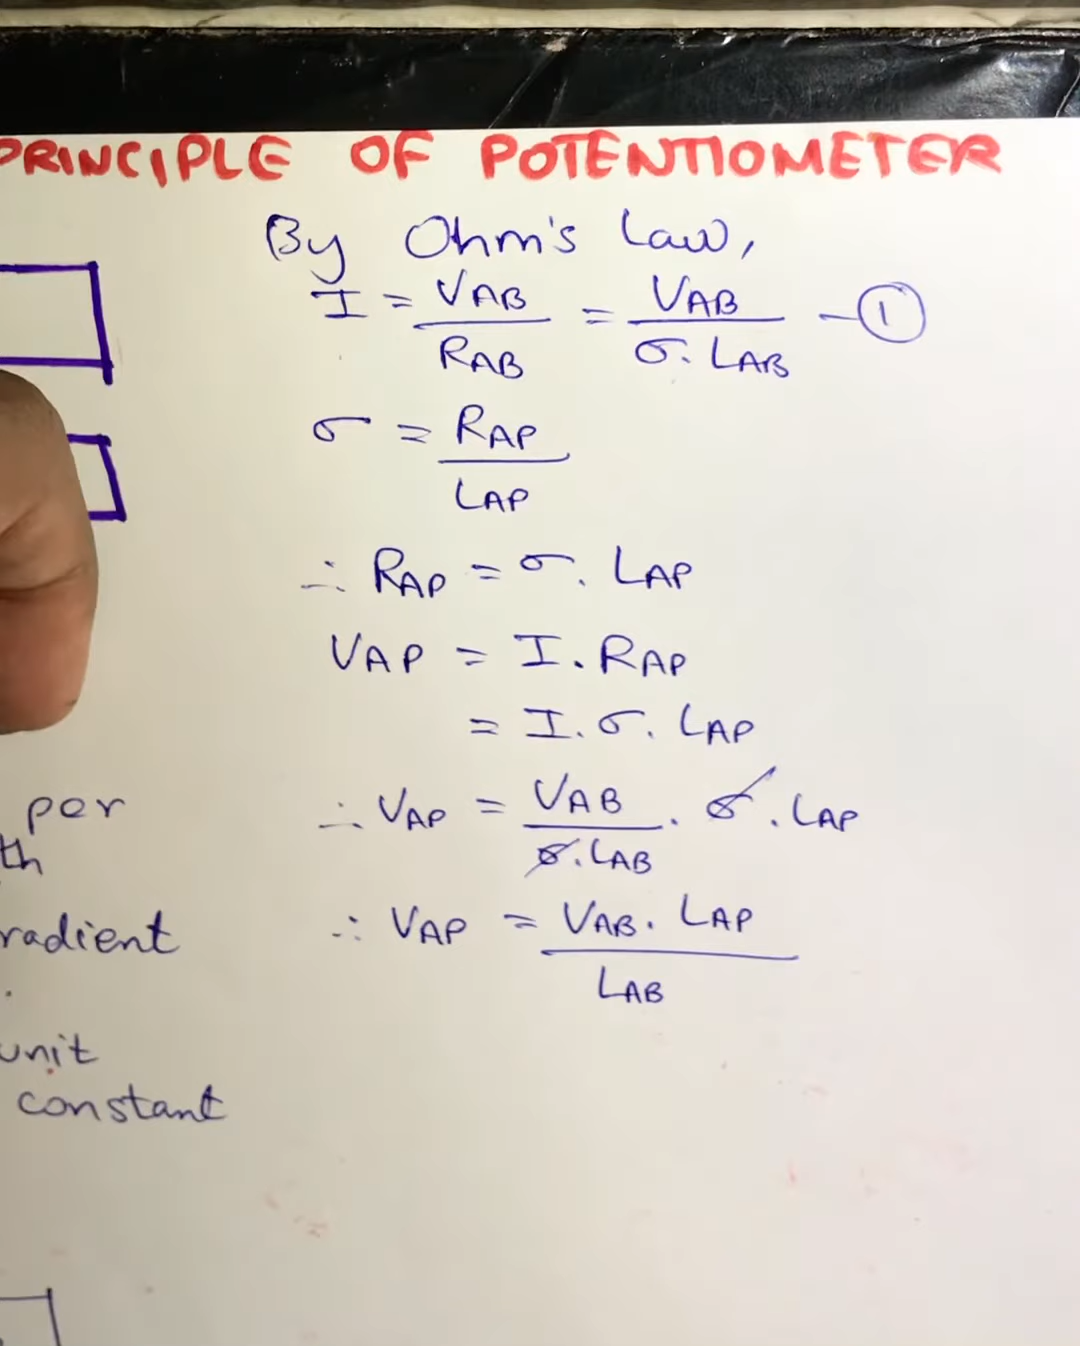 PRINCIPLE OF POTENTIOMETER
By Ohm's Law,
I = VAB / RAB = VAB / σ. LAB - ①
σ = RAP / LAP
∴ RAP = σ. LAP
VAP = I. RAP
= I. σ. LAP
∴ VAP = VAB / σ. LAB . σ. LAP
∴ VAP = VAB. LAP / LAB
per
th
radient
.
unit
constant